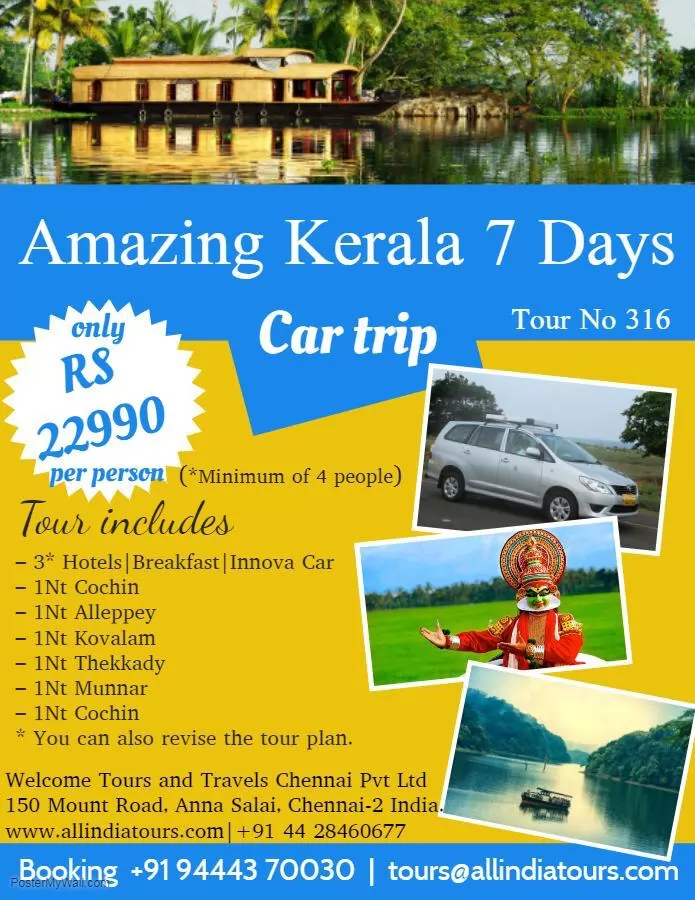 Amazing Kerala 7 Days
Car trip
Tour No 316
only
RS
22990
per person
(*Minimum of 4 people)
Tour includes
– 3* Hotels|Breakfast|Innova Car
– 1Nt Cochin
– 1Nt Alleppey
– 1Nt Kovalam
– 1Nt Thekkady
– 1Nt Munnar
– 1Nt Cochin
* You can also revise the tour plan.
Welcome Tours and Travels Chennai Pvt Ltd
150 Mount Road, Anna Salai, Chennai-2 India.
www.allindiatours.com|+91 44 28460677
Booking +91 94443 70030 | tours@allindiatours.com
PosterMyWall.com